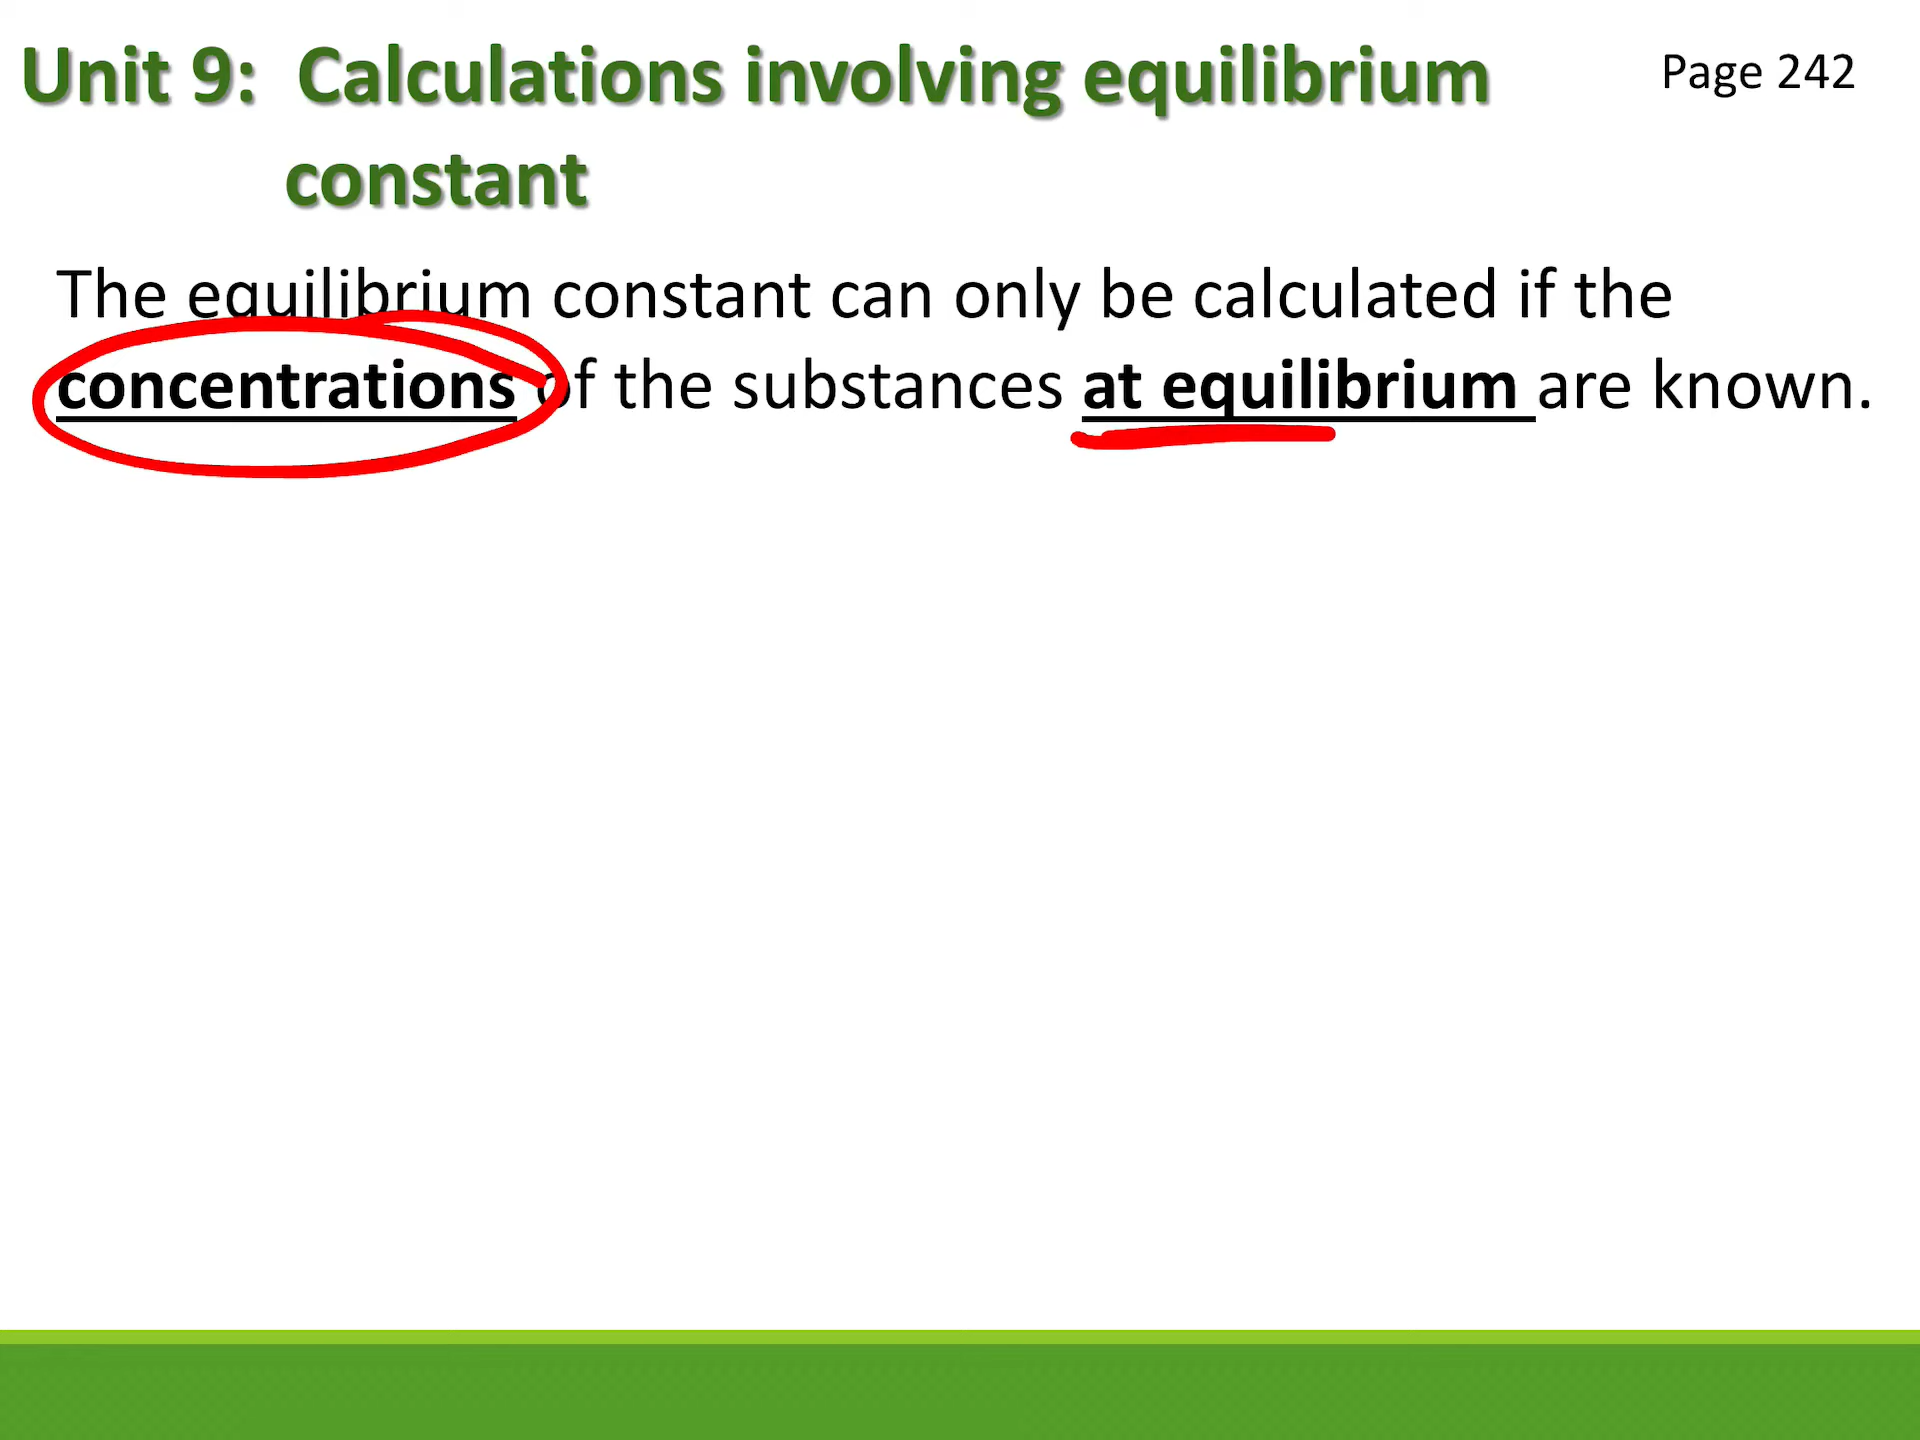 Unit 9: Calculations involving equilibrium
Page 242
constant
The equilibrium constant can only be calculated if the
concentrations of the substances at equilibrium are known.